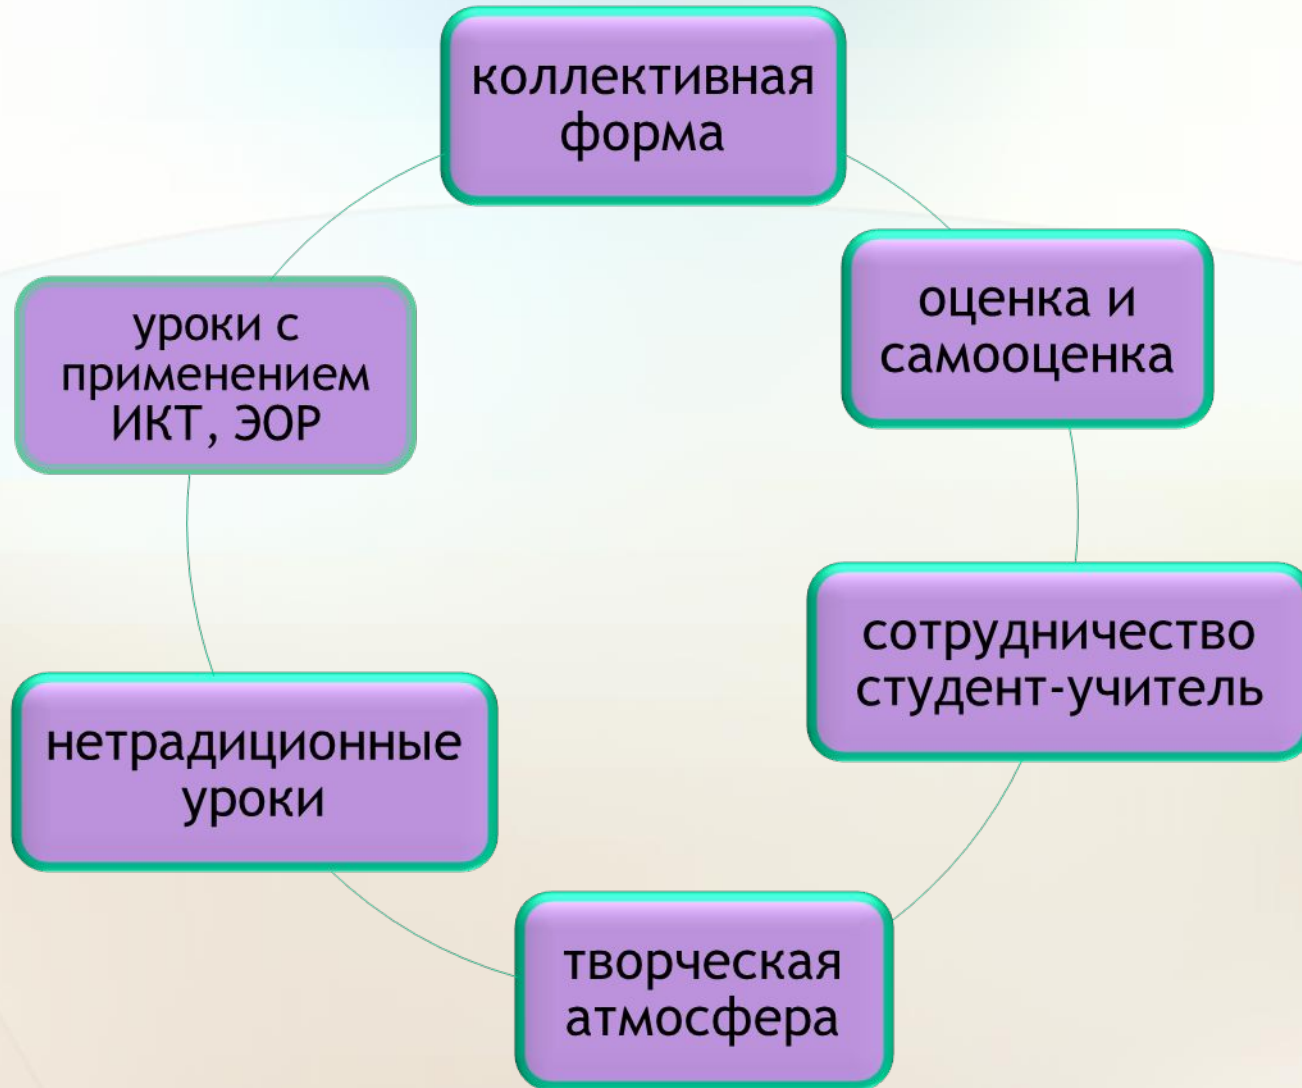 коллективная
форма
оценка и
самооценка
сотрудничество
студент-учитель
творческая
атмосфера
нетрадиционные
уроки
уроки с
применением
ИКТ, ЭОР